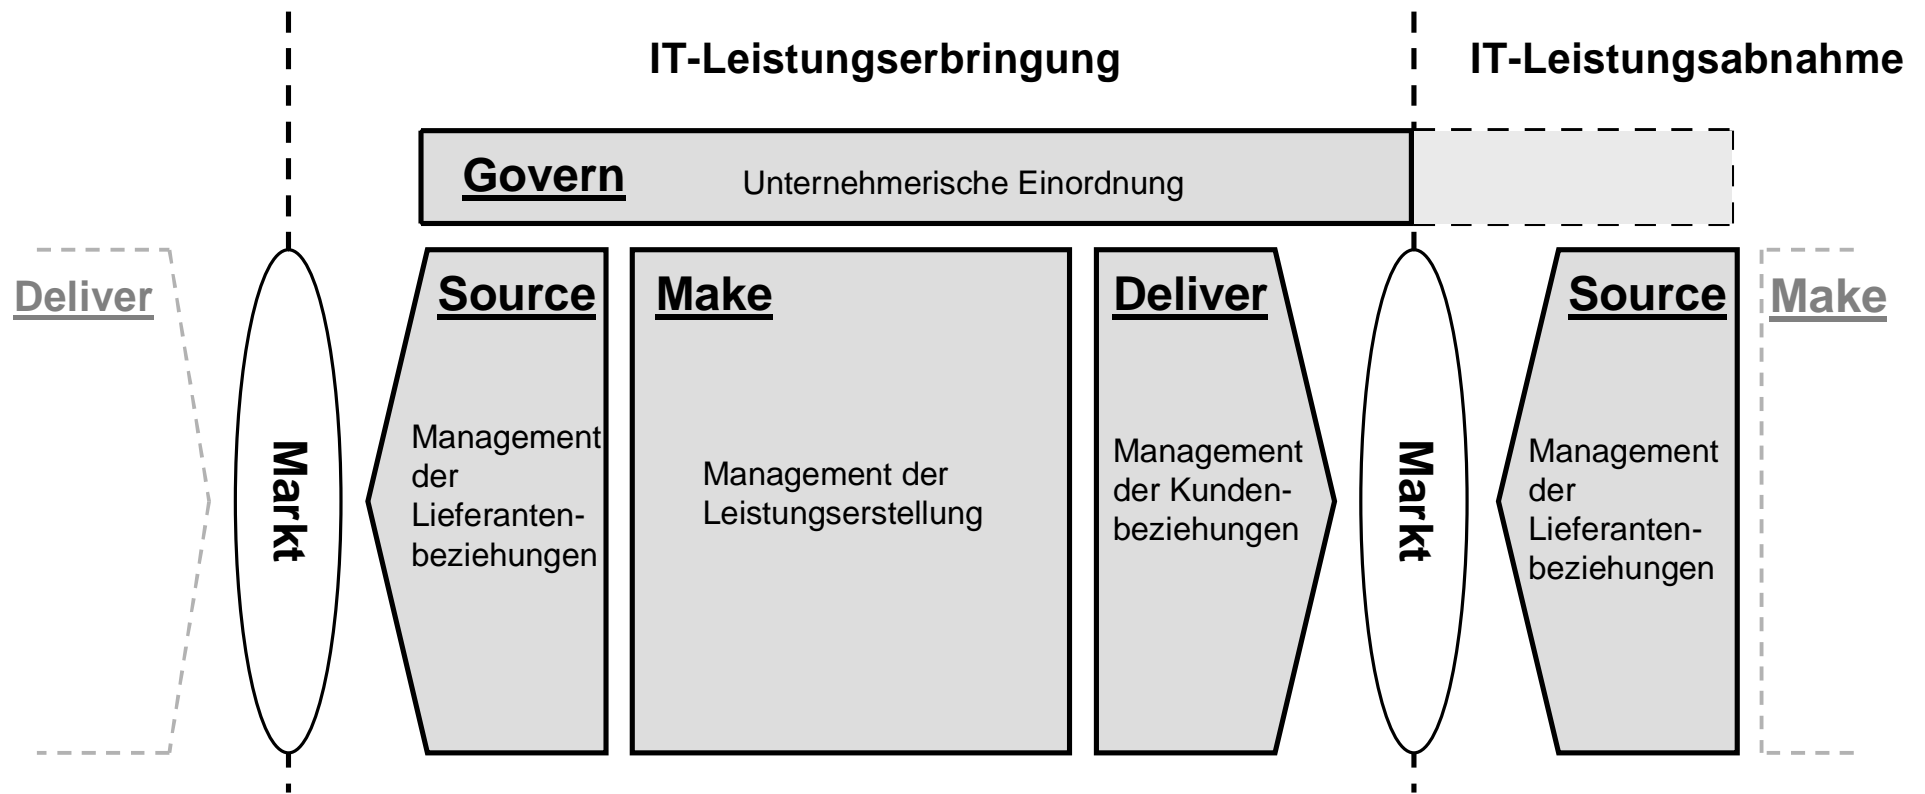 IT-Leistungserbringung
IT-Leistungsabnahme
Govern
Unternehmerische Einordnung
Deliver
Markt
Source
Management
der
Lieferanten-
beziehungen
Make
Management der
Leistungserstellung
Deliver
Management
der Kunden-
beziehungen
Markt
Source
Management
der
Lieferanten-
beziehungen
Make